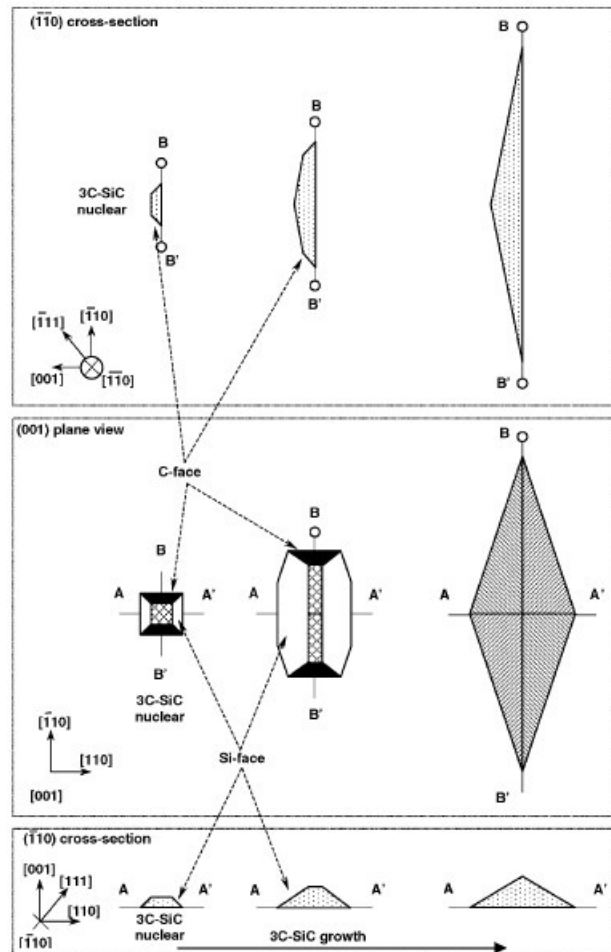 (1̅1̅0) cross-section
B
B
B
3C-SiC
nuclear
B'
B'
B'
[1̅11]
[1̅10]
[001]
[1̅1̅0]
(001) plane view
B
C-face
B
B
A
A'
A
A'
A
A'
B'
B'
3C-SiC
nuclear
B'
[1̅10]
[110]
[001]
Si-face
(1̅10) cross-section
[001]
[111]
[110]
[1̅10]
A
A'
A
A'
A
A'
3C-SiC
nuclear
3C-SiC growth